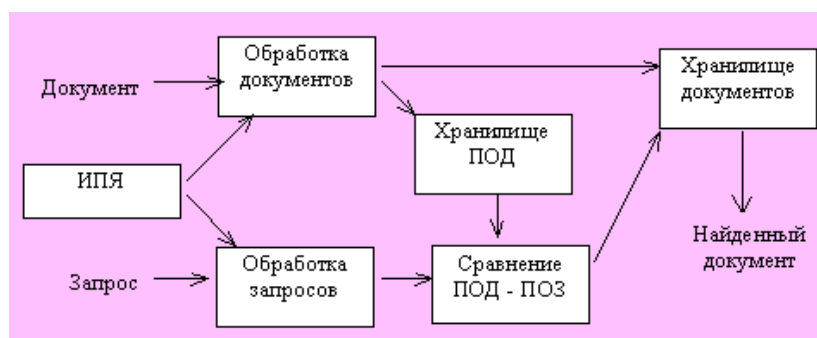 Обработка
документов
Хранилище
документов
Документ
Хранилище
ПОД
ИПЯ
Найденный
документ
Запрос
Обработка
запросов
Сравнение
ПОД - ПОЗ